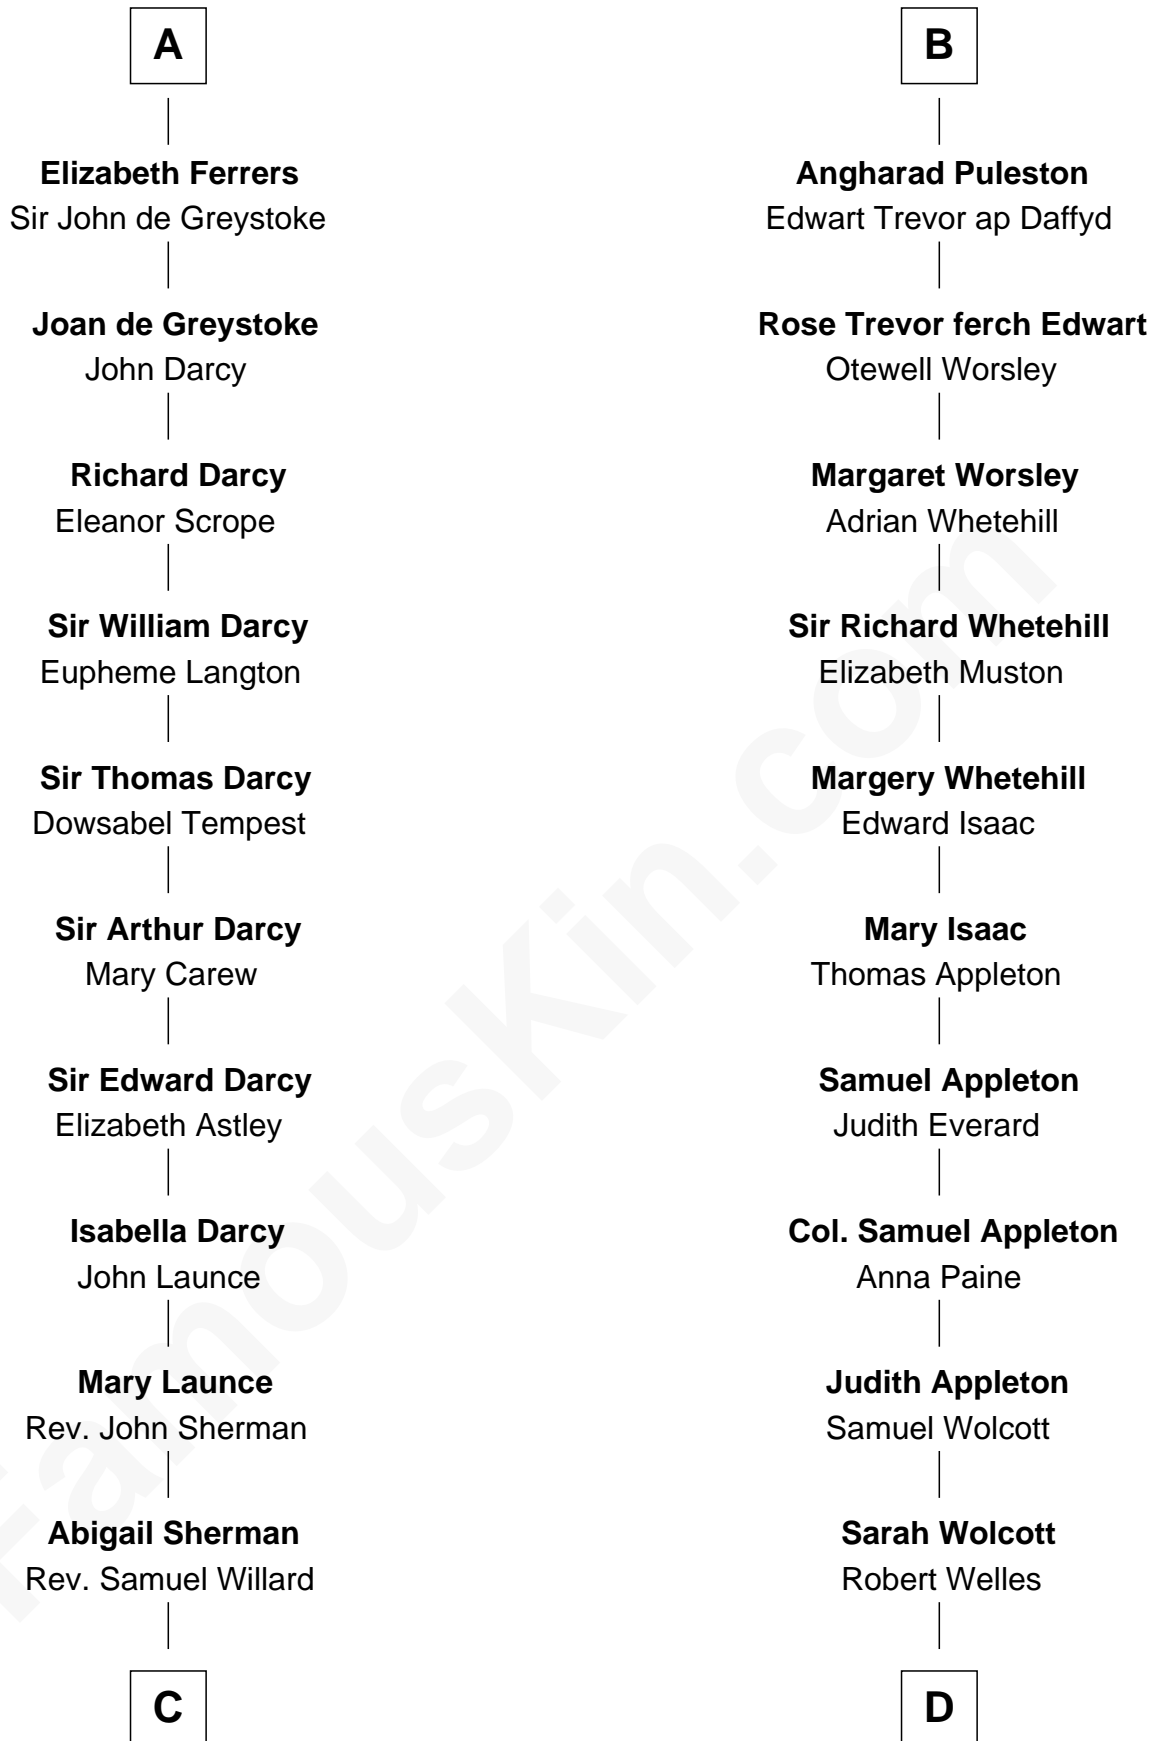 A
Elizabeth Ferrers
Sir John de Greystoke
Joan de Greystoke
John Darcy
Richard Darcy
Eleanor Scrope
Sir William Darcy
Eupheme Langton
Sir Thomas Darcy
Dowsabel Tempest
Sir Arthur Darcy
Mary Carew
Sir Edward Darcy
Elizabeth Astley
Isabella Darcy
John Launce
Mary Launce
Rev. John Sherman
Abigail Sherman
Rev. Samuel Willard
C
B
Angharad Puleston
Edwart Trevor ap Daffyd
Rose Trevor ferch Edwart
Otewell Worsley
Margaret Worsley
Adrian Whetehill
Sir Richard Whetehill
Elizabeth Muston
Margery Whetehill
Edward Isaac
Mary Isaac
Thomas Appleton
Samuel Appleton
Judith Everard
Col. Samuel Appleton
Anna Paine
Judith Appleton
Samuel Wolcott
Sarah Wolcott
Robert Welles
D
FamousKin.com